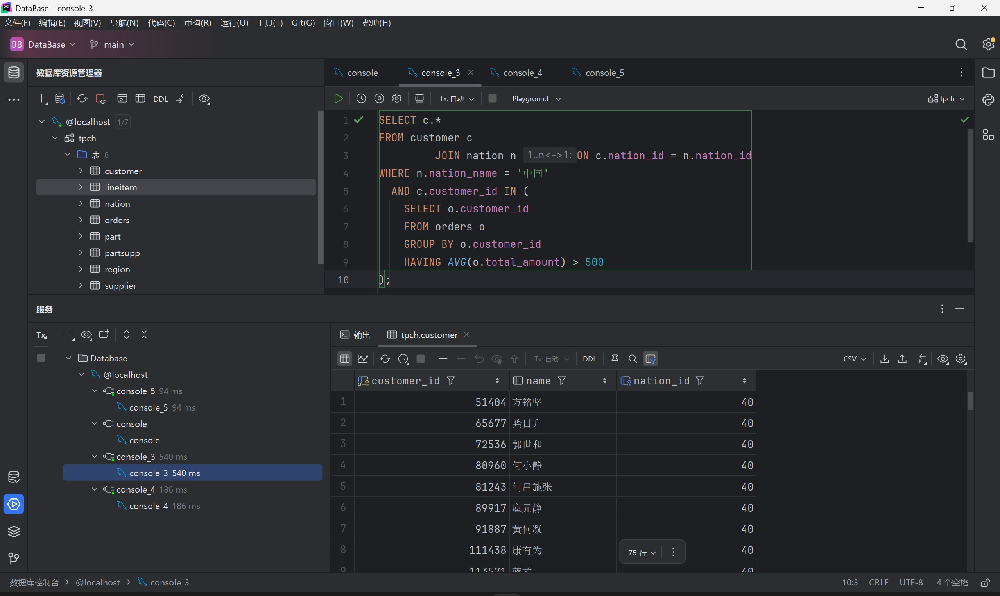 DataBase – console_3
文件(F) 编辑(E) 视图(V) 导航(N) 代码(C) 重构(R) 运行(U) 工具(T) Git(G) 窗口(W) 帮助(H)
DB DataBase main
数据库资源管理器
DDL
@localhost 1/7
tpch
表 8
customer
lineitem
nation
orders
part
partsupp
region
supplier
console console_3 console_4 console_5
Tx: 自动 Playground tpch
1 SELECT c.*
2 FROM customer c
3 JOIN nation n 1..n<->1: ON c.nation_id = n.nation_id
4 WHERE n.nation_name = '中国'
5 AND c.customer_id IN (
6 SELECT o.customer_id
7 FROM orders o
8 GROUP BY o.customer_id
9 HAVING AVG(o.total_amount) > 500
10 );
服务
Tx
Database
@localhost
console_5 94 ms
console_5 94 ms
console
console
console_3 540 ms
console_3 540 ms
console_4 186 ms
console_4 186 ms
输出 tpch.customer
Tx: 自动 DDL CSV
customer_id name nation_id
1 51404 方铭坚 40
2 65677 龚日升 40
3 72536 郭世和 40
4 80960 何小静 40
5 81243 何吕施张 40
6 89917 扈元静 40
7 91887 黄何凝 40
8 111438 康有为 40
9 113571 蓝子 40
75 行
数据库控制台 > @localhost > console_3
10:3 CRLF UTF-8 4 个空格